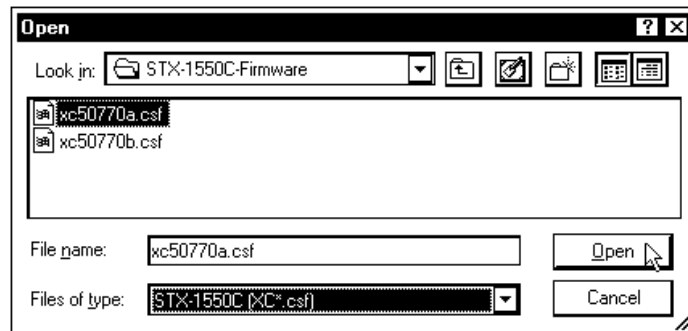 Open
Look in: STX-1550C-Firmware
xc50770a.csf
xc50770b.csf
File name: xc50770a.csf Open
Files of type: STX-1550C (XC*.csf) Cancel